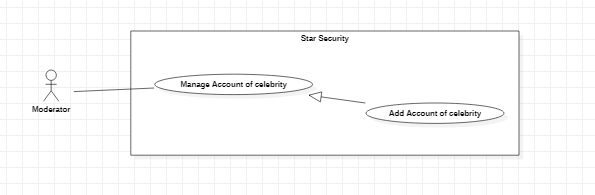 Star Security
Manage Account of celebrity
Moderator
Add Account of celebrity